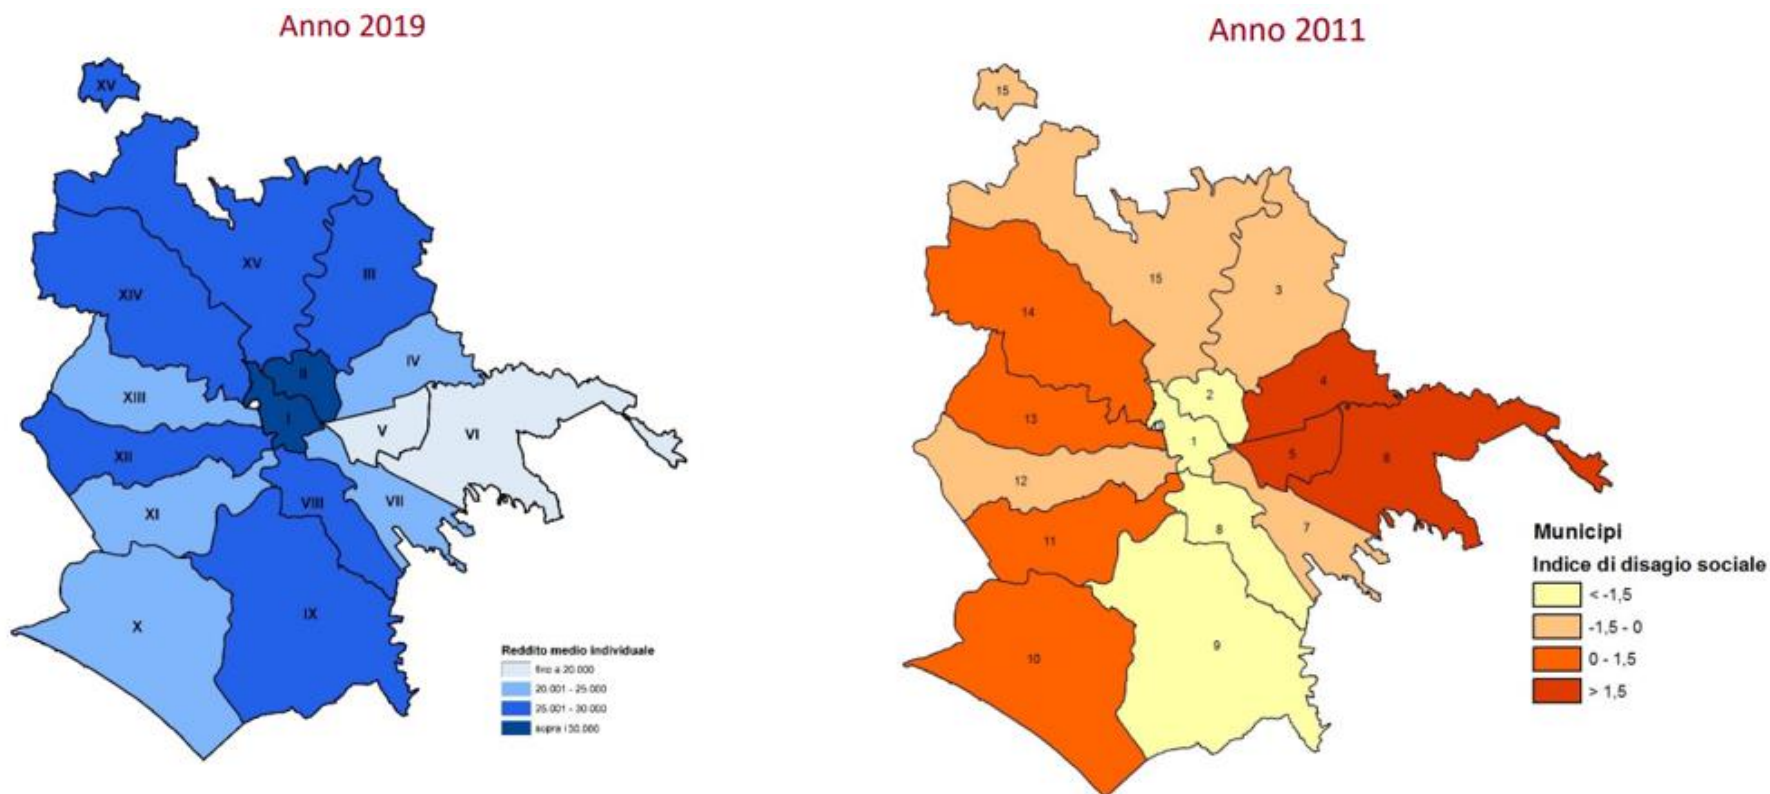 Anno 2019
XV
XV
III
XIV
II
IV
XIII
I
V
VI
XII
XI
VIII
VII
X
IX
Reddito medio individuale
fino a 20.000
20.001 - 25.000
25.001 - 30.000
sopra i 30.000
Anno 2011
15
15
3
14
2
4
13
1
5
6
12
8
7
11
9
10
Municipi
Indice di disagio sociale
< -1,5
-1,5 - 0
0 - 1,5
> 1,5